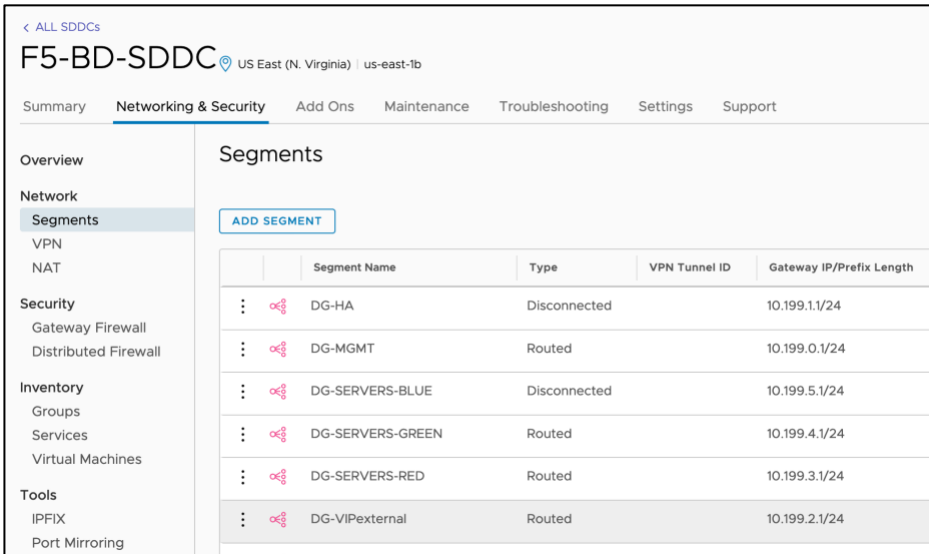 < ALL SDDCs
F5-BD-SDDC US East (N. Virginia) | us-east-1b
Summary Networking & Security Add Ons Maintenance Troubleshooting Settings Support
Overview
Network
Segments
VPN
NAT
Security
Gateway Firewall
Distributed Firewall
Inventory
Groups
Services
Virtual Machines
Tools
IPFIX
Port Mirroring
Segments
ADD SEGMENT
Segment Name Type VPN Tunnel ID Gateway IP/Prefix Length
DG-HA Disconnected 10.199.1.1/24
DG-MGMT Routed 10.199.0.1/24
DG-SERVERS-BLUE Disconnected 10.199.5.1/24
DG-SERVERS-GREEN Routed 10.199.4.1/24
DG-SERVERS-RED Routed 10.199.3.1/24
DG-VIPexternal Routed 10.199.2.1/24